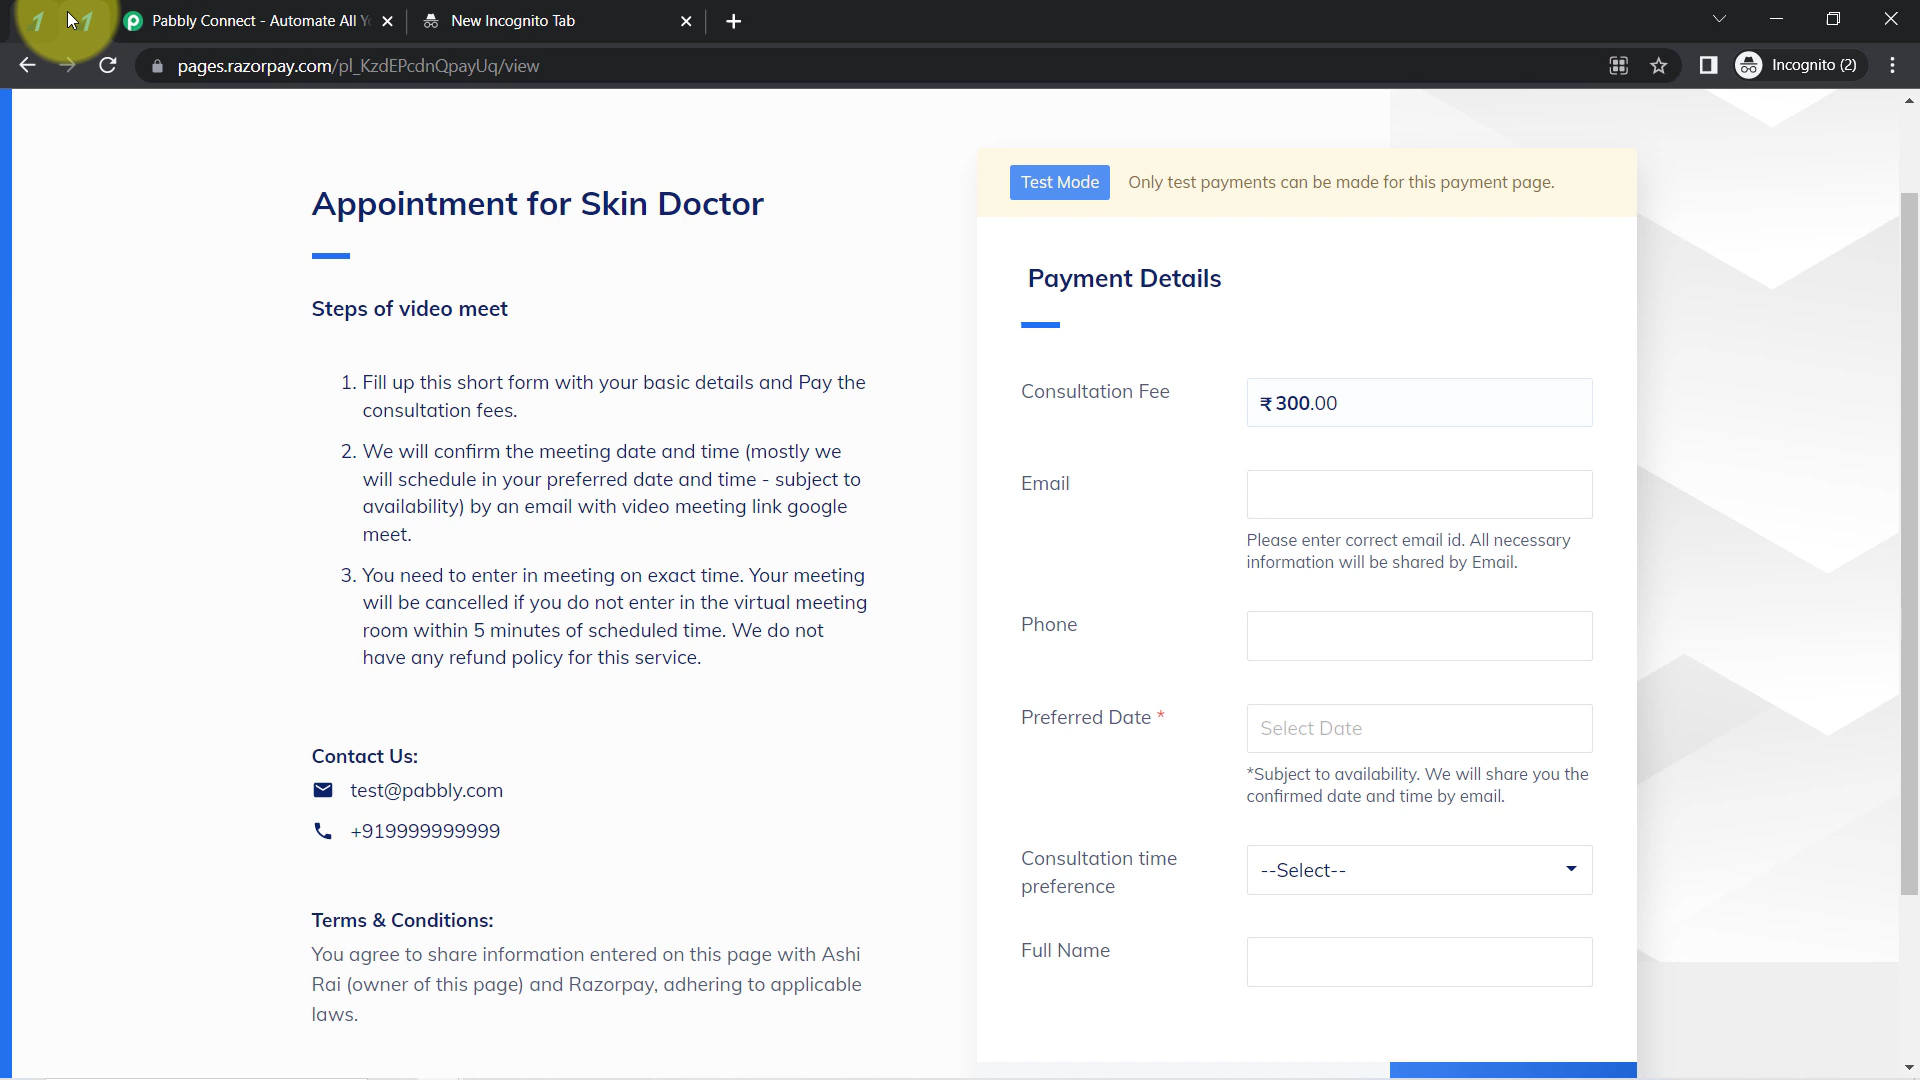 Pabbly Connect - Automate All Y
New Incognito Tab
pages.razorpay.com/pl_KzdEPcdnQpayUq/view
Incognito (2)
Appointment for Skin Doctor
Steps of video meet
1. Fill up this short form with your basic details and Pay the
consultation fees.
2. We will confirm the meeting date and time (mostly we
will schedule in your preferred date and time - subject to
availability) by an email with video meeting link google
meet.
3. You need to enter in meeting on exact time. Your meeting
will be cancelled if you do not enter in the virtual meeting
room within 5 minutes of scheduled time. We do not
have any refund policy for this service.
Contact Us:
test@pabbly.com
+919999999999
Terms & Conditions:
You agree to share information entered on this page with Ashi
Rai (owner of this page) and Razorpay, adhering to applicable
laws.
Test Mode Only test payments can be made for this payment page.
Payment Details
Consultation Fee
₹ 300.00
Email
Please enter correct email id. All necessary
information will be shared by Email.
Phone
Preferred Date *
Select Date
*Subject to availability. We will share you the
confirmed date and time by email.
Consultation time
preference
--Select--
Full Name